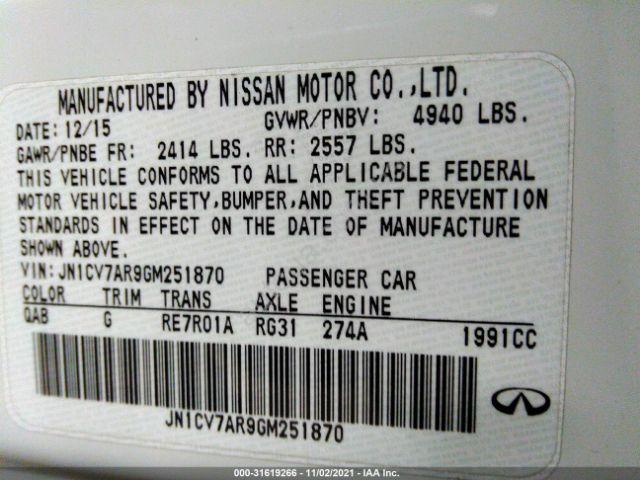 MANUFACTURED BY NISSAN MOTOR CO.,LTD.
DATE: 12/15 GVWR/PNBV: 4940 LBS.
GAWR/PNBE FR: 2414 LBS. RR: 2557 LBS.
THIS VEHICLE CONFORMS TO ALL APPLICABLE FEDERAL
MOTOR VEHICLE SAFETY,BUMPER,AND THEFT PREVENTION
STANDARDS IN EFFECT ON THE DATE OF MANUFACTURE
SHOWN ABOVE.
VIN:JN1CV7AR9GM251870 PASSENGER CAR
COLOR TRIM TRANS AXLE ENGINE
QAB G RE7R01A RG31 274A 1991CC
JN1CV7AR9GM251870
000-31619266 - 11/02/2021 - IAA Inc.